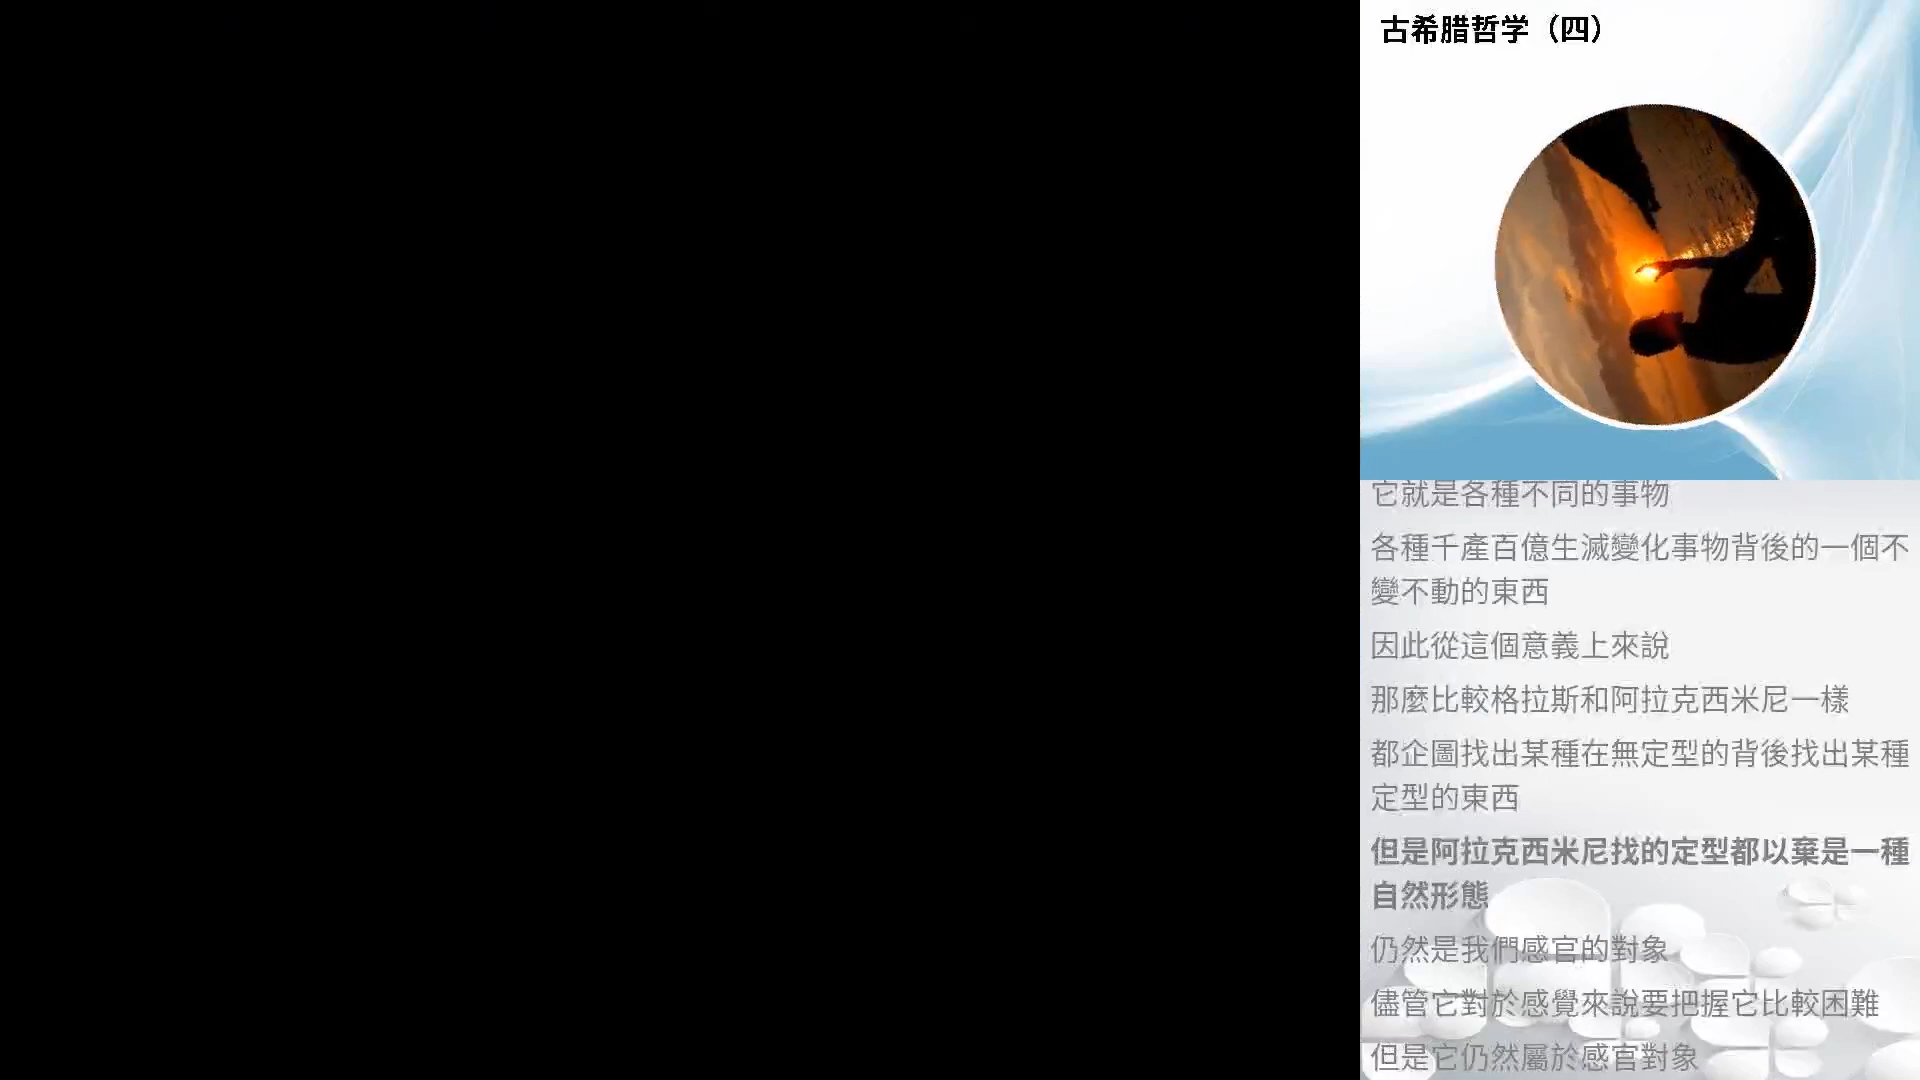 古希腊哲学（四）
它就是各種不同的事物
各種千產百億生滅變化事物背後的一個不
變不動的東西
因此從這個意義上來說
那麼比較格拉斯和阿拉克西米尼一樣
都企圖找出某種在無定型的背後找出某種
定型的東西
但是阿拉克西米尼找的定型都以棄是一種
自然形態
仍然是我們感官的對象
儘管它對於感覺來說要把握它比較困難
但是它仍然屬於感官對象